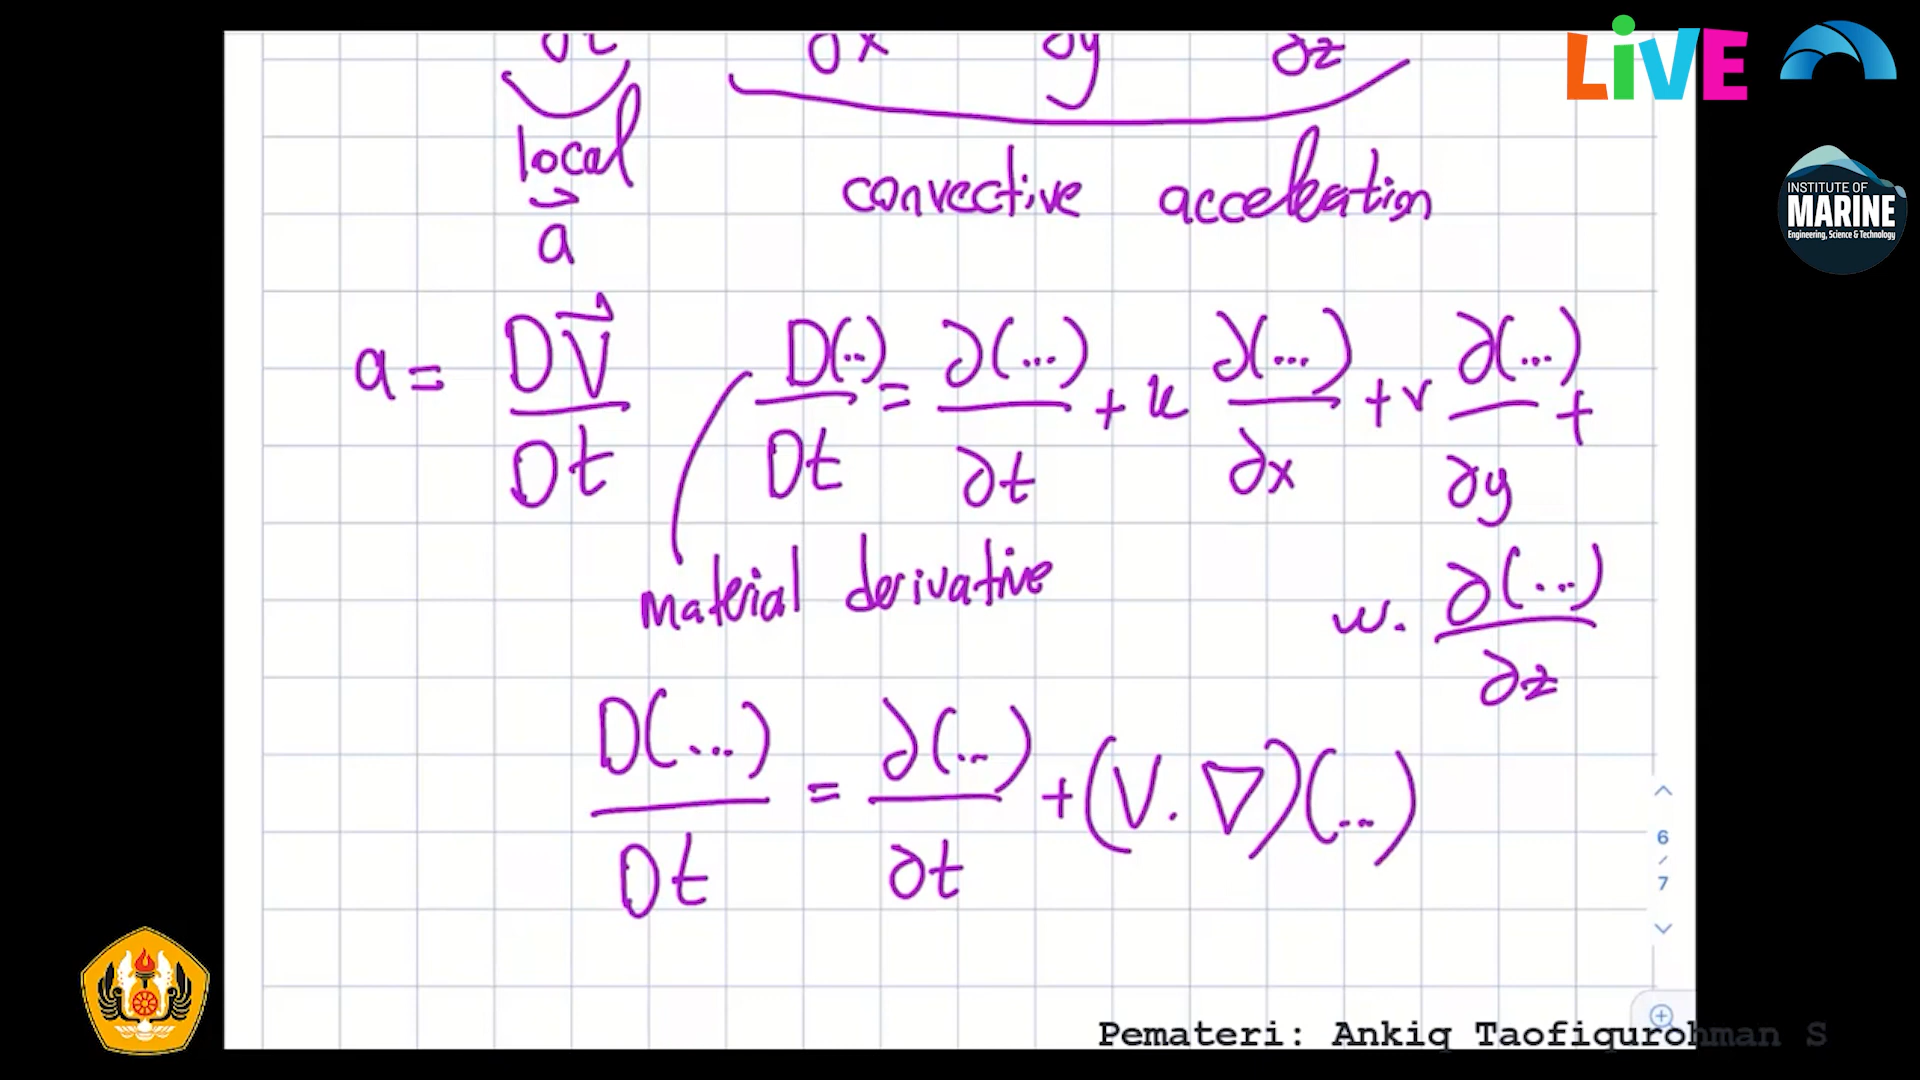 LiVE
INSTITUTE OF
MARINE
Engineering, Science & Technology
∂t ∂x ∂y ∂z
local
a⃗
convective acceleration
a = DV⃗/Dt
D(..)/Dt = ∂(...)/∂t + u ∂(...)/∂x + v ∂(...)/∂y +
w. ∂(...)/∂z
material derivative
D(...)/Dt = ∂(...)/∂t + (V. ∇)(...)
6
/
7
Pemateri: Ankiq Taofiqurohman S